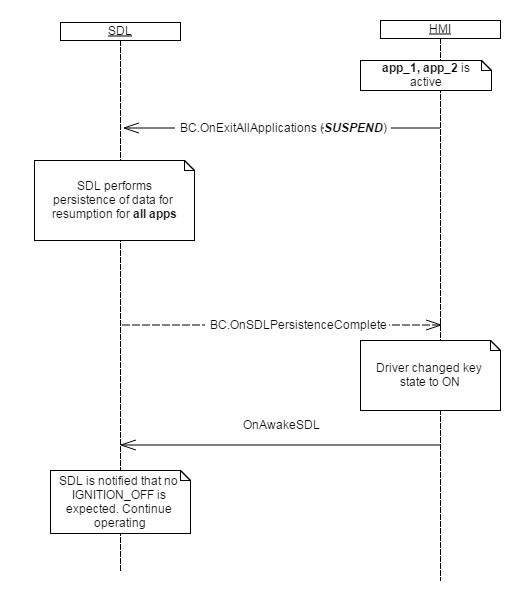 SDL
HMI
app_1, app_2 is
active
BC.OnExitAllApplications (SUSPEND)
SDL performs
persistence of data for
resumption for all apps
BC.OnSDLPersistenceComplete
Driver changed key
state to ON
OnAwakeSDL
SDL is notified that no
IGNITION_OFF is
expected. Continue
operating